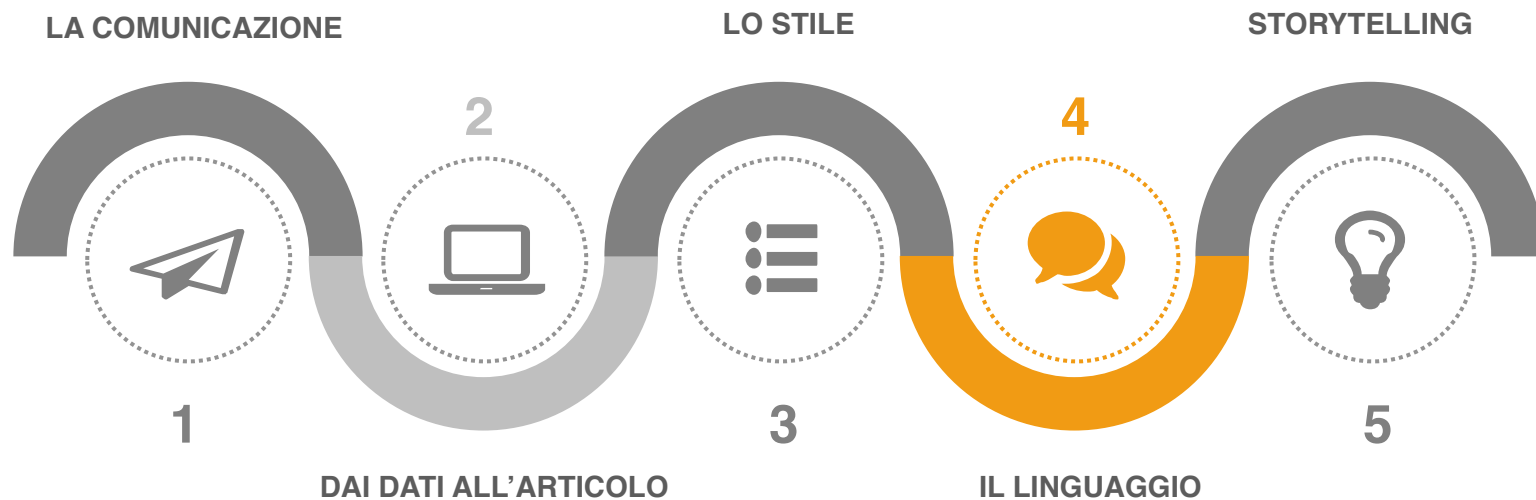 LA COMUNICAZIONE
LO STILE
STORYTELLING
2
4
1
3
5
DAI DATI ALL’ARTICOLO
IL LINGUAGGIO